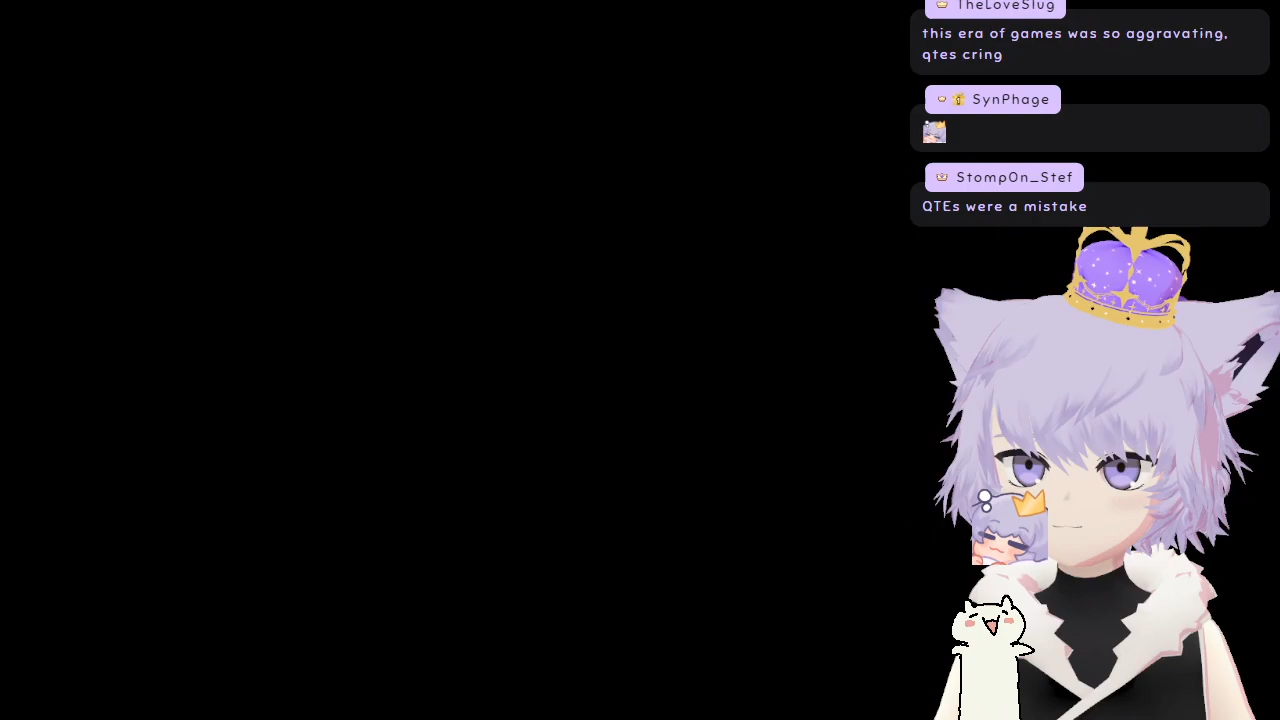 TheLoveSlug
this era of games was so aggravating,
qtes cring
SynPhage
StompOn_Stef
QTEs were a mistake